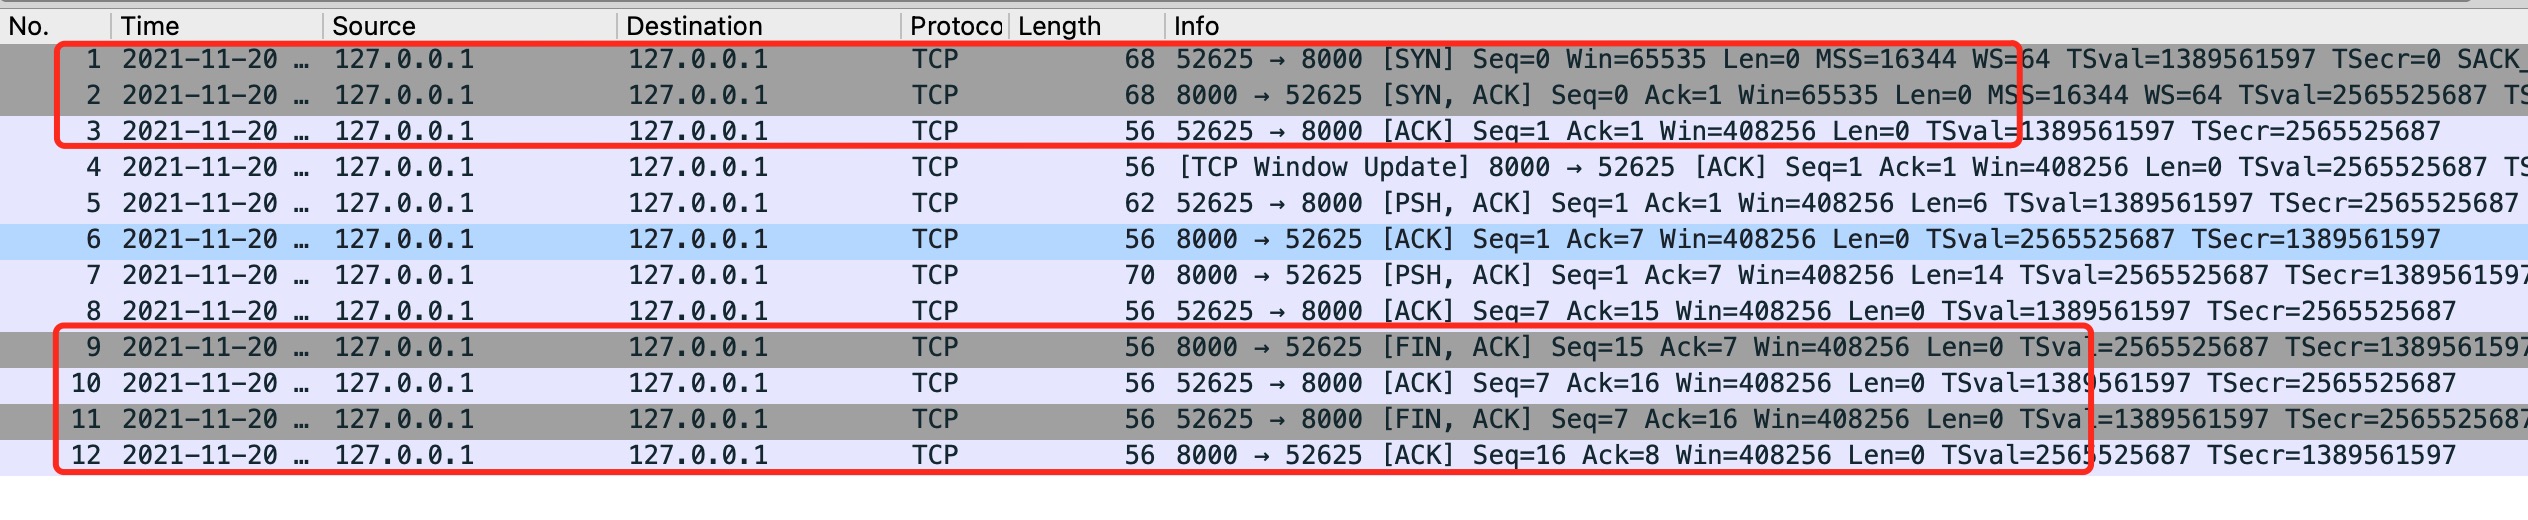 No. Time Source Destination Protoco Length Info
1 2021-11-20 … 127.0.0.1 127.0.0.1 TCP 68 52625 → 8000 [SYN] Seq=0 Win=65535 Len=0 MSS=16344 WS=64 TSval=1389561597 TSecr=0 SACK_
2 2021-11-20 … 127.0.0.1 127.0.0.1 TCP 68 8000 → 52625 [SYN, ACK] Seq=0 Ack=1 Win=65535 Len=0 MSS=16344 WS=64 TSval=2565525687 TS
3 2021-11-20 … 127.0.0.1 127.0.0.1 TCP 56 52625 → 8000 [ACK] Seq=1 Ack=1 Win=408256 Len=0 TSval=1389561597 TSecr=2565525687
4 2021-11-20 … 127.0.0.1 127.0.0.1 TCP 56 [TCP Window Update] 8000 → 52625 [ACK] Seq=1 Ack=1 Win=408256 Len=0 TSval=2565525687 TS
5 2021-11-20 … 127.0.0.1 127.0.0.1 TCP 62 52625 → 8000 [PSH, ACK] Seq=1 Ack=1 Win=408256 Len=6 TSval=1389561597 TSecr=2565525687
6 2021-11-20 … 127.0.0.1 127.0.0.1 TCP 56 8000 → 52625 [ACK] Seq=1 Ack=7 Win=408256 Len=0 TSval=2565525687 TSecr=1389561597
7 2021-11-20 … 127.0.0.1 127.0.0.1 TCP 70 8000 → 52625 [PSH, ACK] Seq=1 Ack=7 Win=408256 Len=14 TSval=2565525687 TSecr=1389561597
8 2021-11-20 … 127.0.0.1 127.0.0.1 TCP 56 52625 → 8000 [ACK] Seq=7 Ack=15 Win=408256 Len=0 TSval=1389561597 TSecr=2565525687
9 2021-11-20 … 127.0.0.1 127.0.0.1 TCP 56 8000 → 52625 [FIN, ACK] Seq=15 Ack=7 Win=408256 Len=0 TSval=2565525687 TSecr=1389561597
10 2021-11-20 … 127.0.0.1 127.0.0.1 TCP 56 52625 → 8000 [ACK] Seq=7 Ack=16 Win=408256 Len=0 TSval=1389561597 TSecr=2565525687
11 2021-11-20 … 127.0.0.1 127.0.0.1 TCP 56 52625 → 8000 [FIN, ACK] Seq=7 Ack=16 Win=408256 Len=0 TSval=1389561597 TSecr=2565525687
12 2021-11-20 … 127.0.0.1 127.0.0.1 TCP 56 8000 → 52625 [ACK] Seq=16 Ack=8 Win=408256 Len=0 TSval=2565525687 TSecr=1389561597